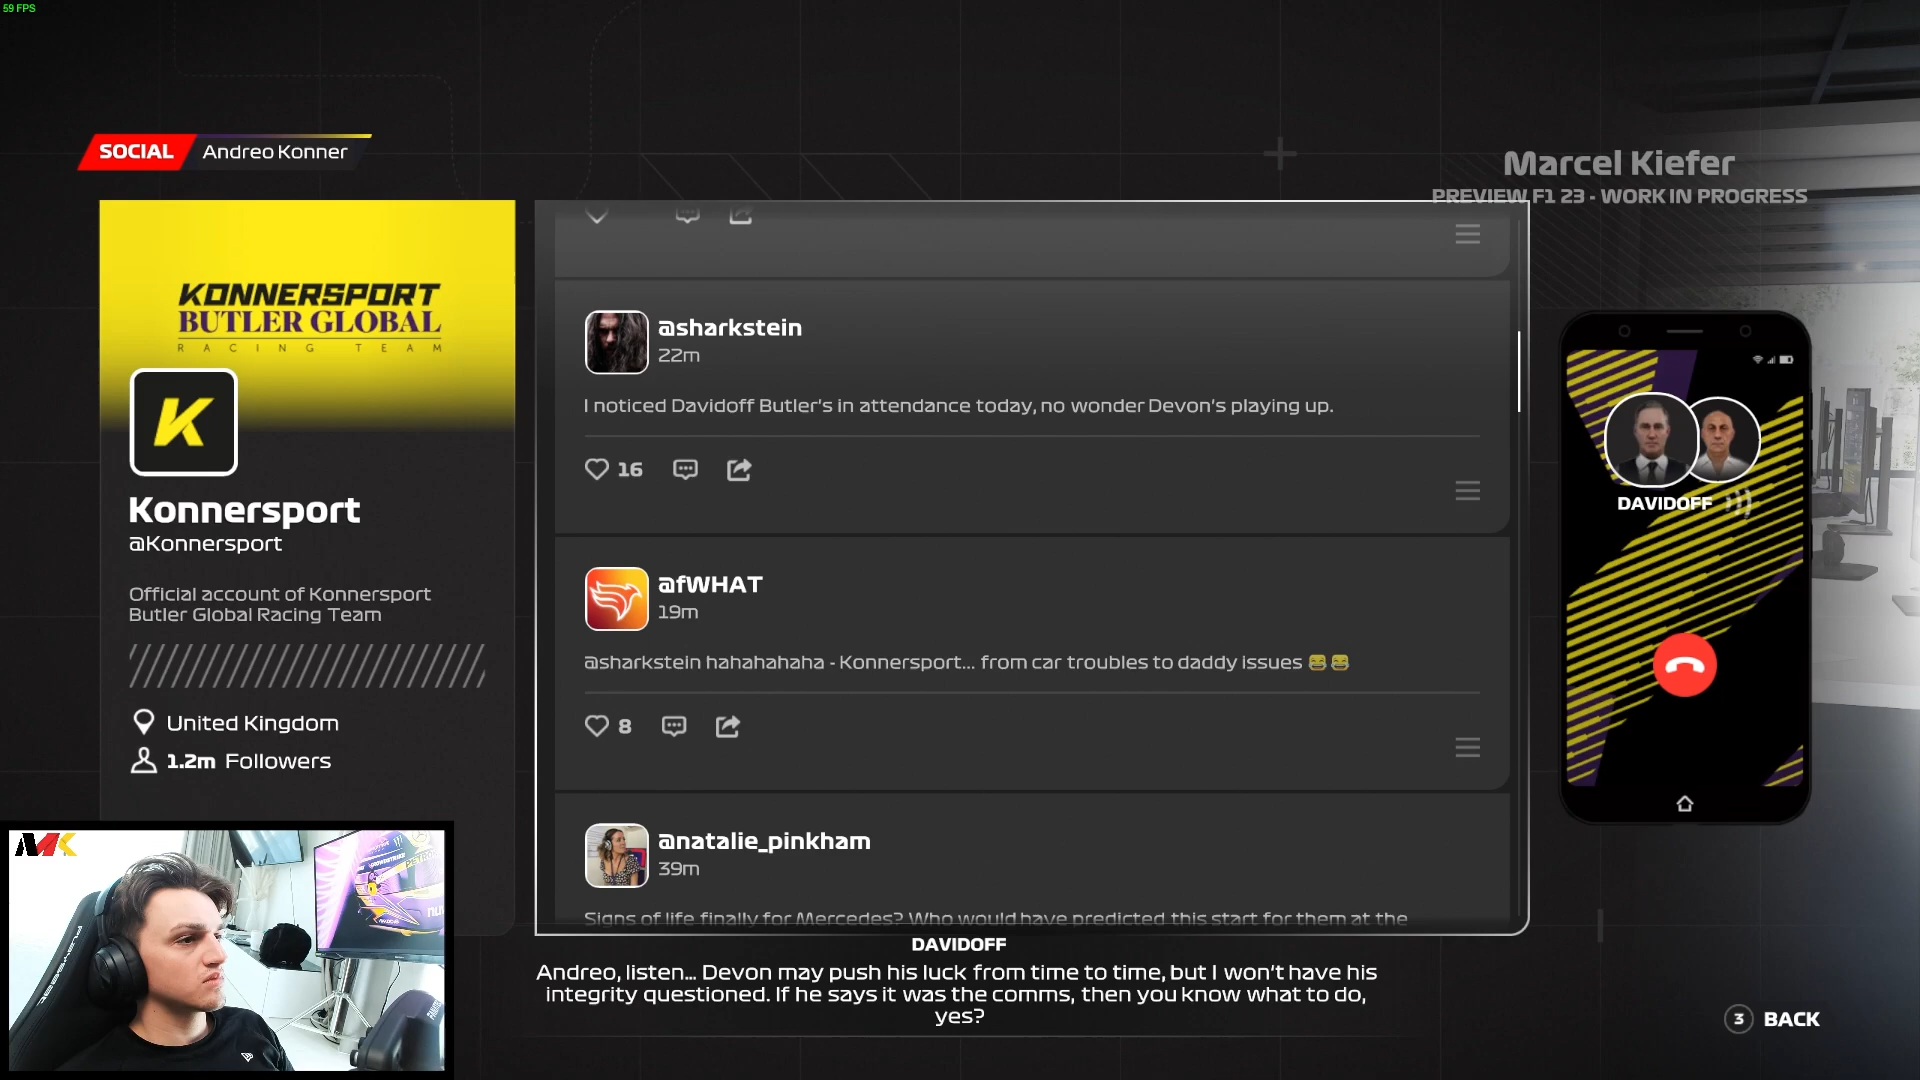 59 FPS
SOCIAL Andreo Konner
Marcel Kiefer
PREVIEW F1 23 - WORK IN PROGRESS
KONNERSPORT
BUTLER GLOBAL
RACING TEAM
K
Konnersport
@Konnersport
Official account of Konnersport
Butler Global Racing Team
United Kingdom
1.2m Followers
@sharkstein
22m
I noticed Davidoff Butler's in attendance today, no wonder Devon's playing up.
16
@fWHAT
19m
@sharkstein hahahahaha - Konnersport... from car troubles to daddy issues 😆😆
8
@natalie_pinkham
39m
Signs of life finally for Mercedes? Who would have predicted this start for them at the
DAVIDOFF
MK
DAVIDOFF
Andreo, listen... Devon may push his luck from time to time, but I won't have his
integrity questioned. If he says it was the comms, then you know what to do,
yes?
3 BACK